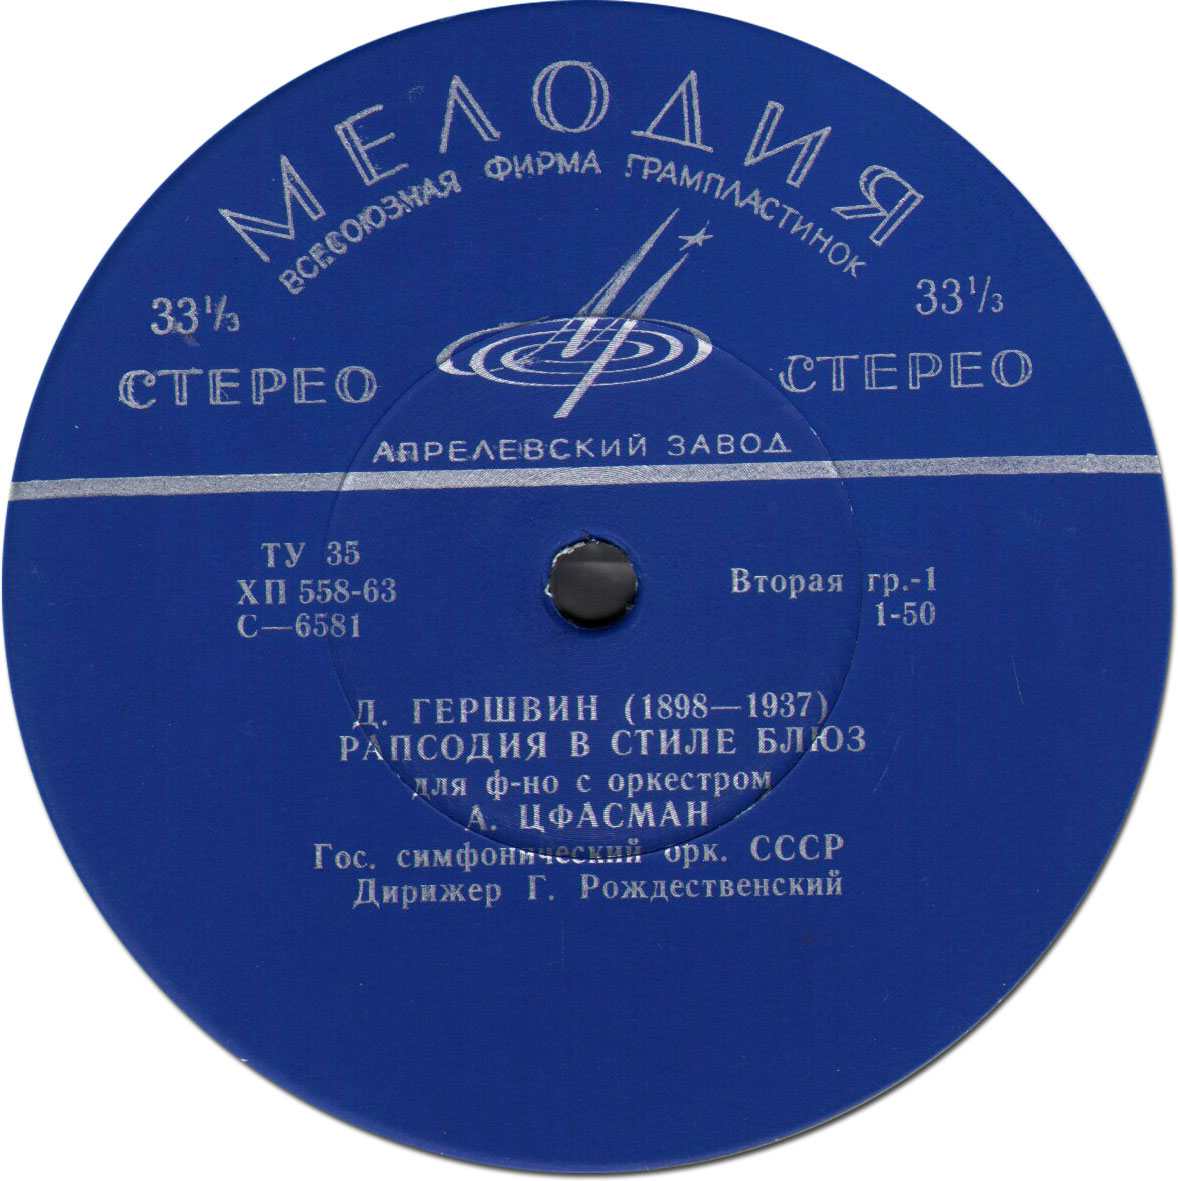 МЕЛОДИЯ
ВСЕСОЮЗНАЯ ФИРМА ГРАМПЛАСТИНОК
33⅓
33⅓
СТЕРЕО
СТЕРЕО
АПРЕЛЕВСКИЙ ЗАВОД
ТУ 35
ХП 558-63
С—6581
Вторая гр.-1
1-50
Д. ГЕРШВИН (1898—1937)
РАПСОДИЯ В СТИЛЕ БЛЮЗ
для ф-но с оркестром
А. ЦФАСМАН
Гос. симфонический орк. СССР
Дирижер Г. Рождественский